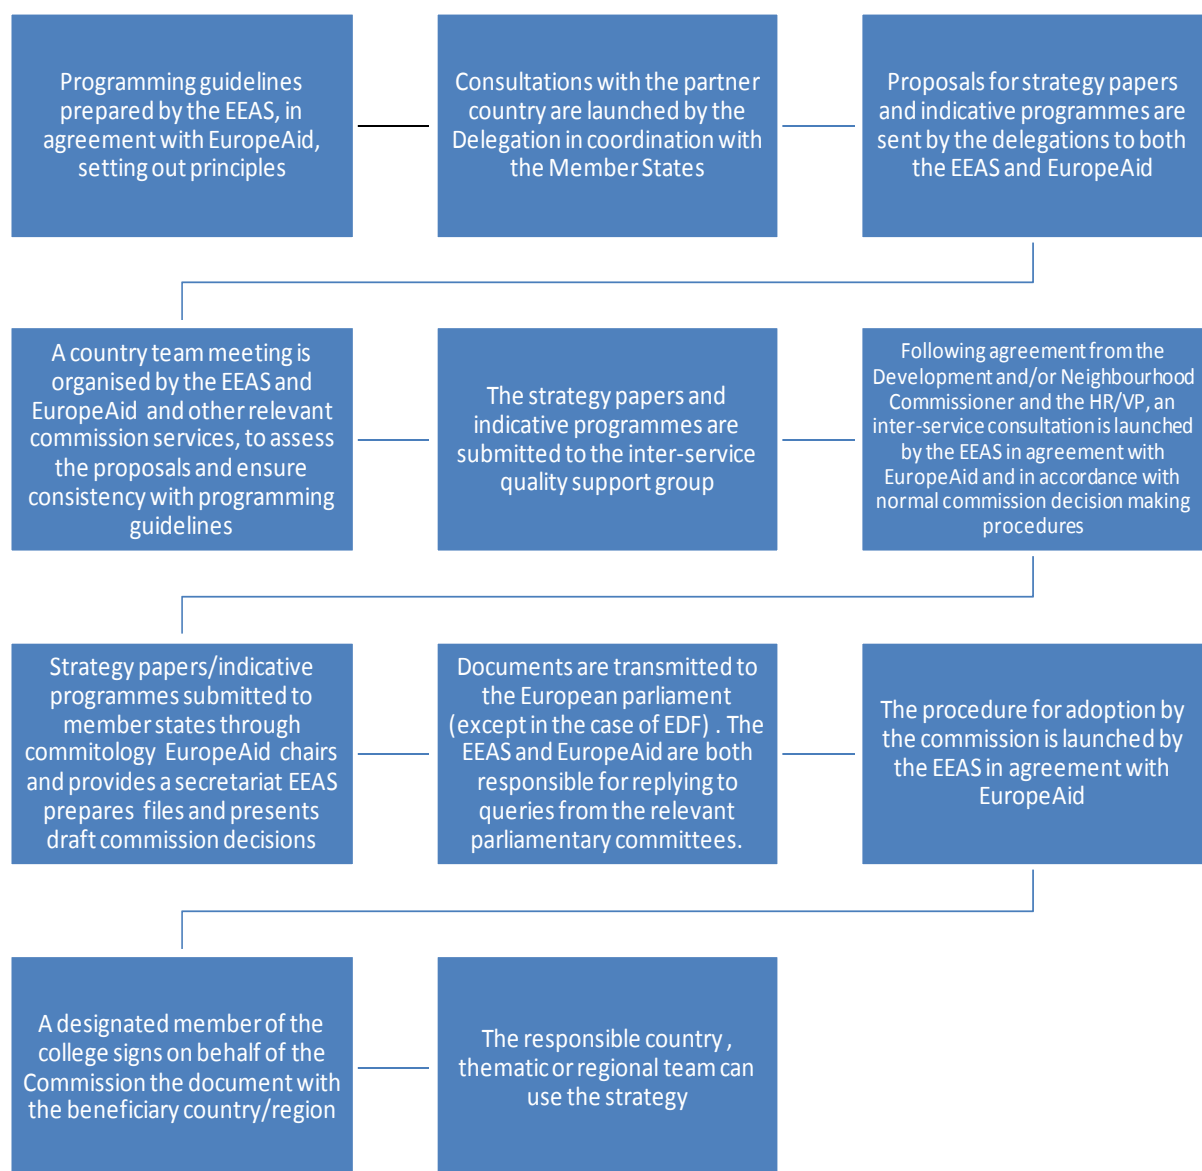 Programming guidelines
prepared by the EEAS, in
agreement with EuropeAid,
setting out principles
Consultations with the partner
country are launched by the
Delegation in coordination with
the Member States
Proposals for strategy papers
and indicative programmes are
sent by the delegations to both
the EEAS and EuropeAid
A country team meeting is
organised by the EEAS and
EuropeAid and other relevant
commission services, to assess
the proposals and ensure
consistency with programming
guidelines
The strategy papers and
indicative programmes are
submitted to the inter-service
quality support group
Following agreement from the
Development and/or Neighbourhood
Commissioner and the HR/VP, an
inter-service consultation is launched
by the EEAS in agreement with
EuropeAid and in accordance with
normal commission decision making
procedures
Strategy papers/indicative
programmes submitted to
member states through
commitology EuropeAid chairs
and provides a secretariat EEAS
prepares files and presents
draft commission decisions
Documents are transmitted to
the European parliament
(except in the case of EDF) . The
EEAS and EuropeAid are both
responsible for replying to
queries from the relevant
parliamentary committees.
The procedure for adoption by
the commission is launched by
the EEAS in agreement with
EuropeAid
A designated member of the
college signs on behalf of the
Commission the document with
the beneficiary country/region
The responsible country ,
thematic or regional team can
use the strategy